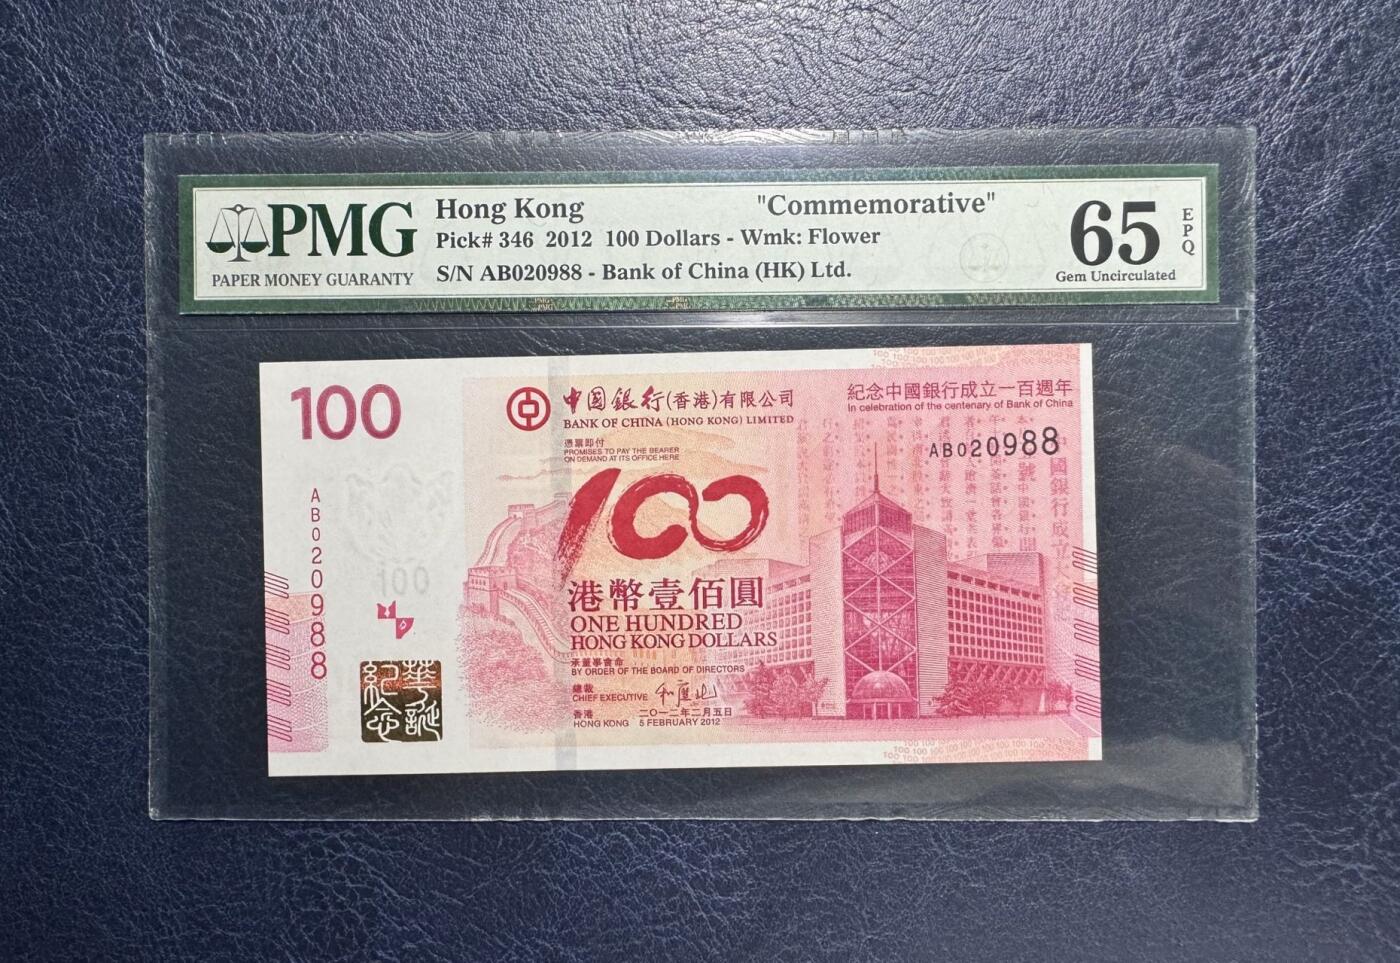 PMG
PAPER MONEY GUARANTY
Hong Kong "Commemorative"
Pick# 346 2012 100 Dollars - Wmk: Flower
S/N AB020988 - Bank of China (HK) Ltd.
65
EPQ
Gem Uncirculated
100
中國銀行(香港)有限公司
BANK OF CHINA (HONG KONG) LIMITED
紀念中國銀行成立一百週年
In celebration of the centenary of Bank of China
憑票即付
PROMISES TO PAY THE BEARER
ON DEMAND AT ITS OFFICE HERE
AB020988
AB020988
100
100
港幣壹佰圓
ONE HUNDRED
HONG KONG DOLLARS
承董事會命
BY ORDER OF THE BOARD OF DIRECTORS
總裁
CHIEF EXECUTIVE
香港 二〇一二年二月五日
HONG KONG 5 FEBRUARY 2012
華誕紀念